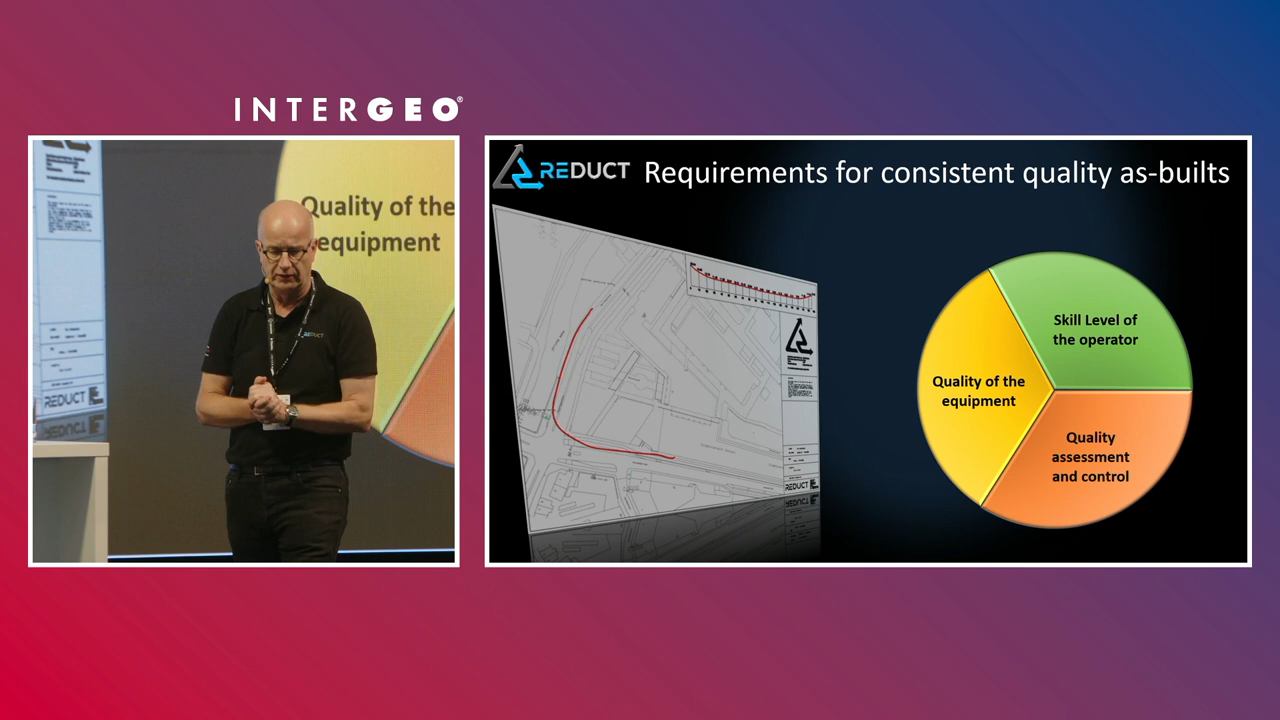 INTERGEO®
Quality of the
equipment
REDUCT
REDUCT
REDUCT
Requirements for consistent quality as-builts
REDUCT
Skill Level of
the operator
Quality of the
equipment
Quality
assessment
and control